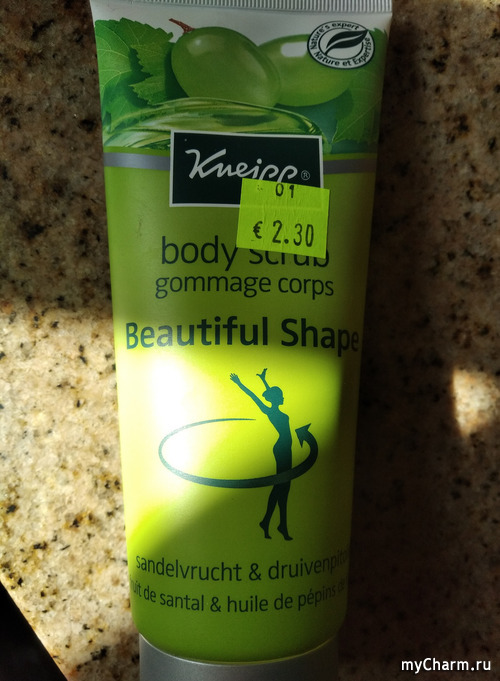 Nature's expert
Nature et Expertise
Kneipp®
01
€ 2.30
body scrub
gommage corps
Beautiful Shape
sandelvrucht & druivenpit
de santal & huile de pépins
myCharm.ru